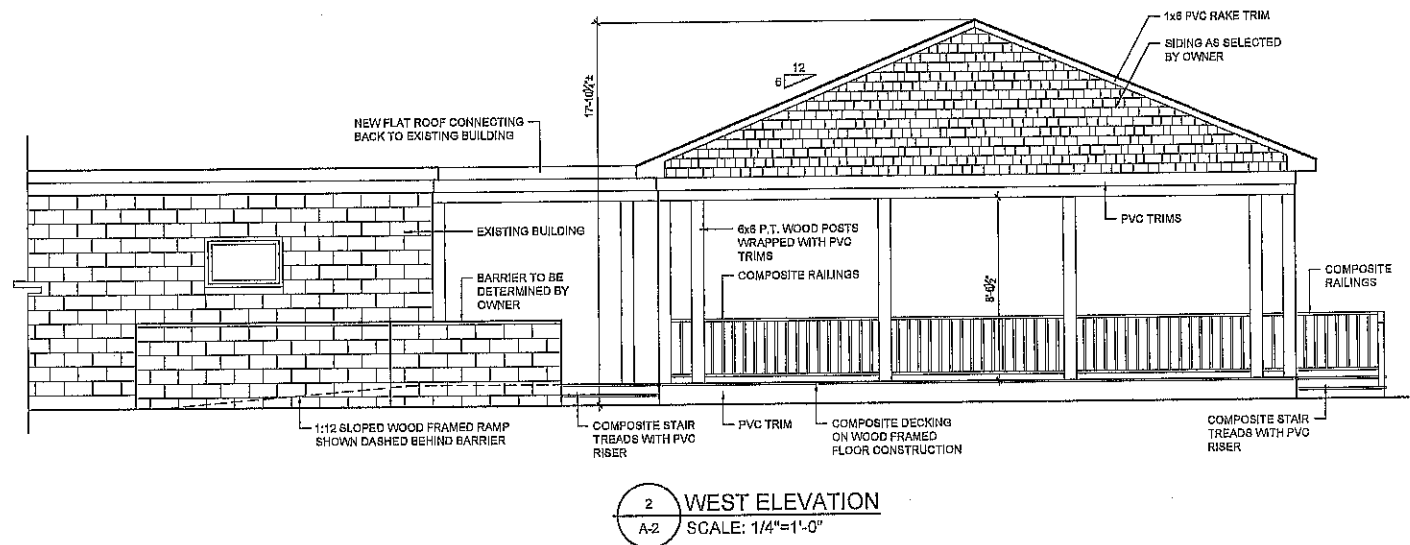 1x6 PVC RAKE TRIM
SIDING AS SELECTED
BY OWNER
12
6
17'-10½"±
NEW FLAT ROOF CONNECTING
BACK TO EXISTING BUILDING
EXISTING BUILDING
6x6 P.T. WOOD POSTS
WRAPPED WITH PVC
TRIMS
PVC TRIMS
BARRIER TO BE
DETERMINED BY
OWNER
COMPOSITE RAILINGS
8'-6½"
COMPOSITE
RAILINGS
1:12 SLOPED WOOD FRAMED RAMP
SHOWN DASHED BEHIND BARRIER
COMPOSITE STAIR
TREADS WITH PVC
RISER
PVC TRIM
COMPOSITE DECKING
ON WOOD FRAMED
FLOOR CONSTRUCTION
COMPOSITE STAIR
TREADS WITH PVC
RISER
2
A-2
WEST ELEVATION
SCALE: 1/4"=1'-0"